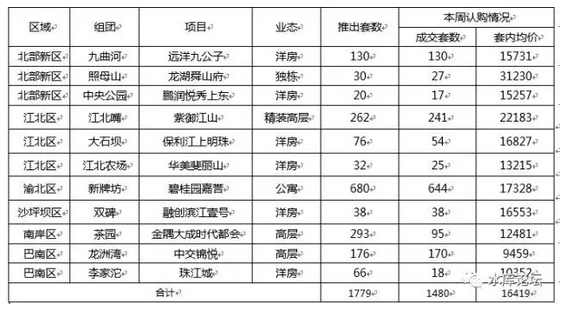 区域 组团 项目 业态 推出套数 本周认购情况
成交套数 套内均价
北部新区 九曲河 远洋九公子 洋房 130 130 15731
北部新区 照母山 龙湖舜山府 独栋 30 27 31230
北部新区 中央公园 鹏润悦秀上东 洋房 20 17 15257
江北区 江北嘴 紫御江山 精装高层 262 241 22183
江北区 大石坝 保利江上明珠 洋房 76 54 16827
江北区 江北农场 华美斐丽山 洋房 32 25 13215
渝北区 新牌坊 碧桂园嘉誉 公寓 680 644 17328
沙坪坝区 双碑 融创滨江壹号 洋房 38 38 16553
南岸区 茶园 金隅大成时代都会 高层 293 95 12481
巴南区 龙洲湾 中交锦悦 高层 176 170 9459
巴南区 李家沱 珠江城 洋房 66 18 10352
合计 1779 1480 16419
水库论坛